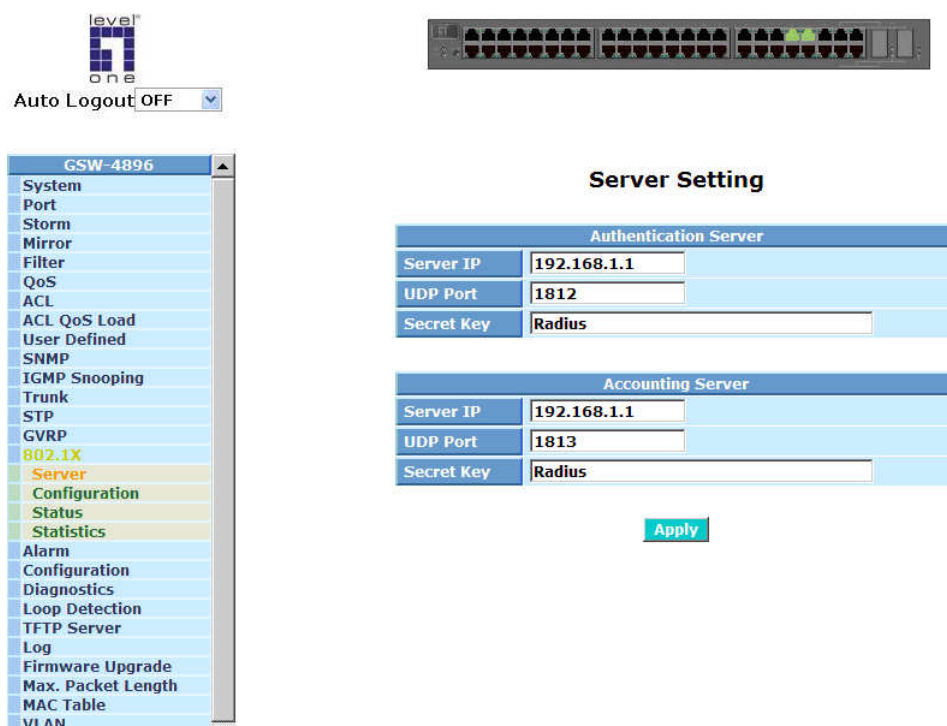 level
one
Auto Logout OFF
GSW-4896
System
Port
Storm
Mirror
Filter
QoS
ACL
ACL QoS Load
User Defined
SNMP
IGMP Snooping
Trunk
STP
GVRP
802.1X
Server
Configuration
Status
Statistics
Alarm
Configuration
Diagnostics
Loop Detection
TFTP Server
Log
Firmware Upgrade
Max. Packet Length
MAC Table
VLAN
Server Setting
Authentication Server
Server IP 192.168.1.1
UDP Port 1812
Secret Key Radius
Accounting Server
Server IP 192.168.1.1
UDP Port 1813
Secret Key Radius
Apply